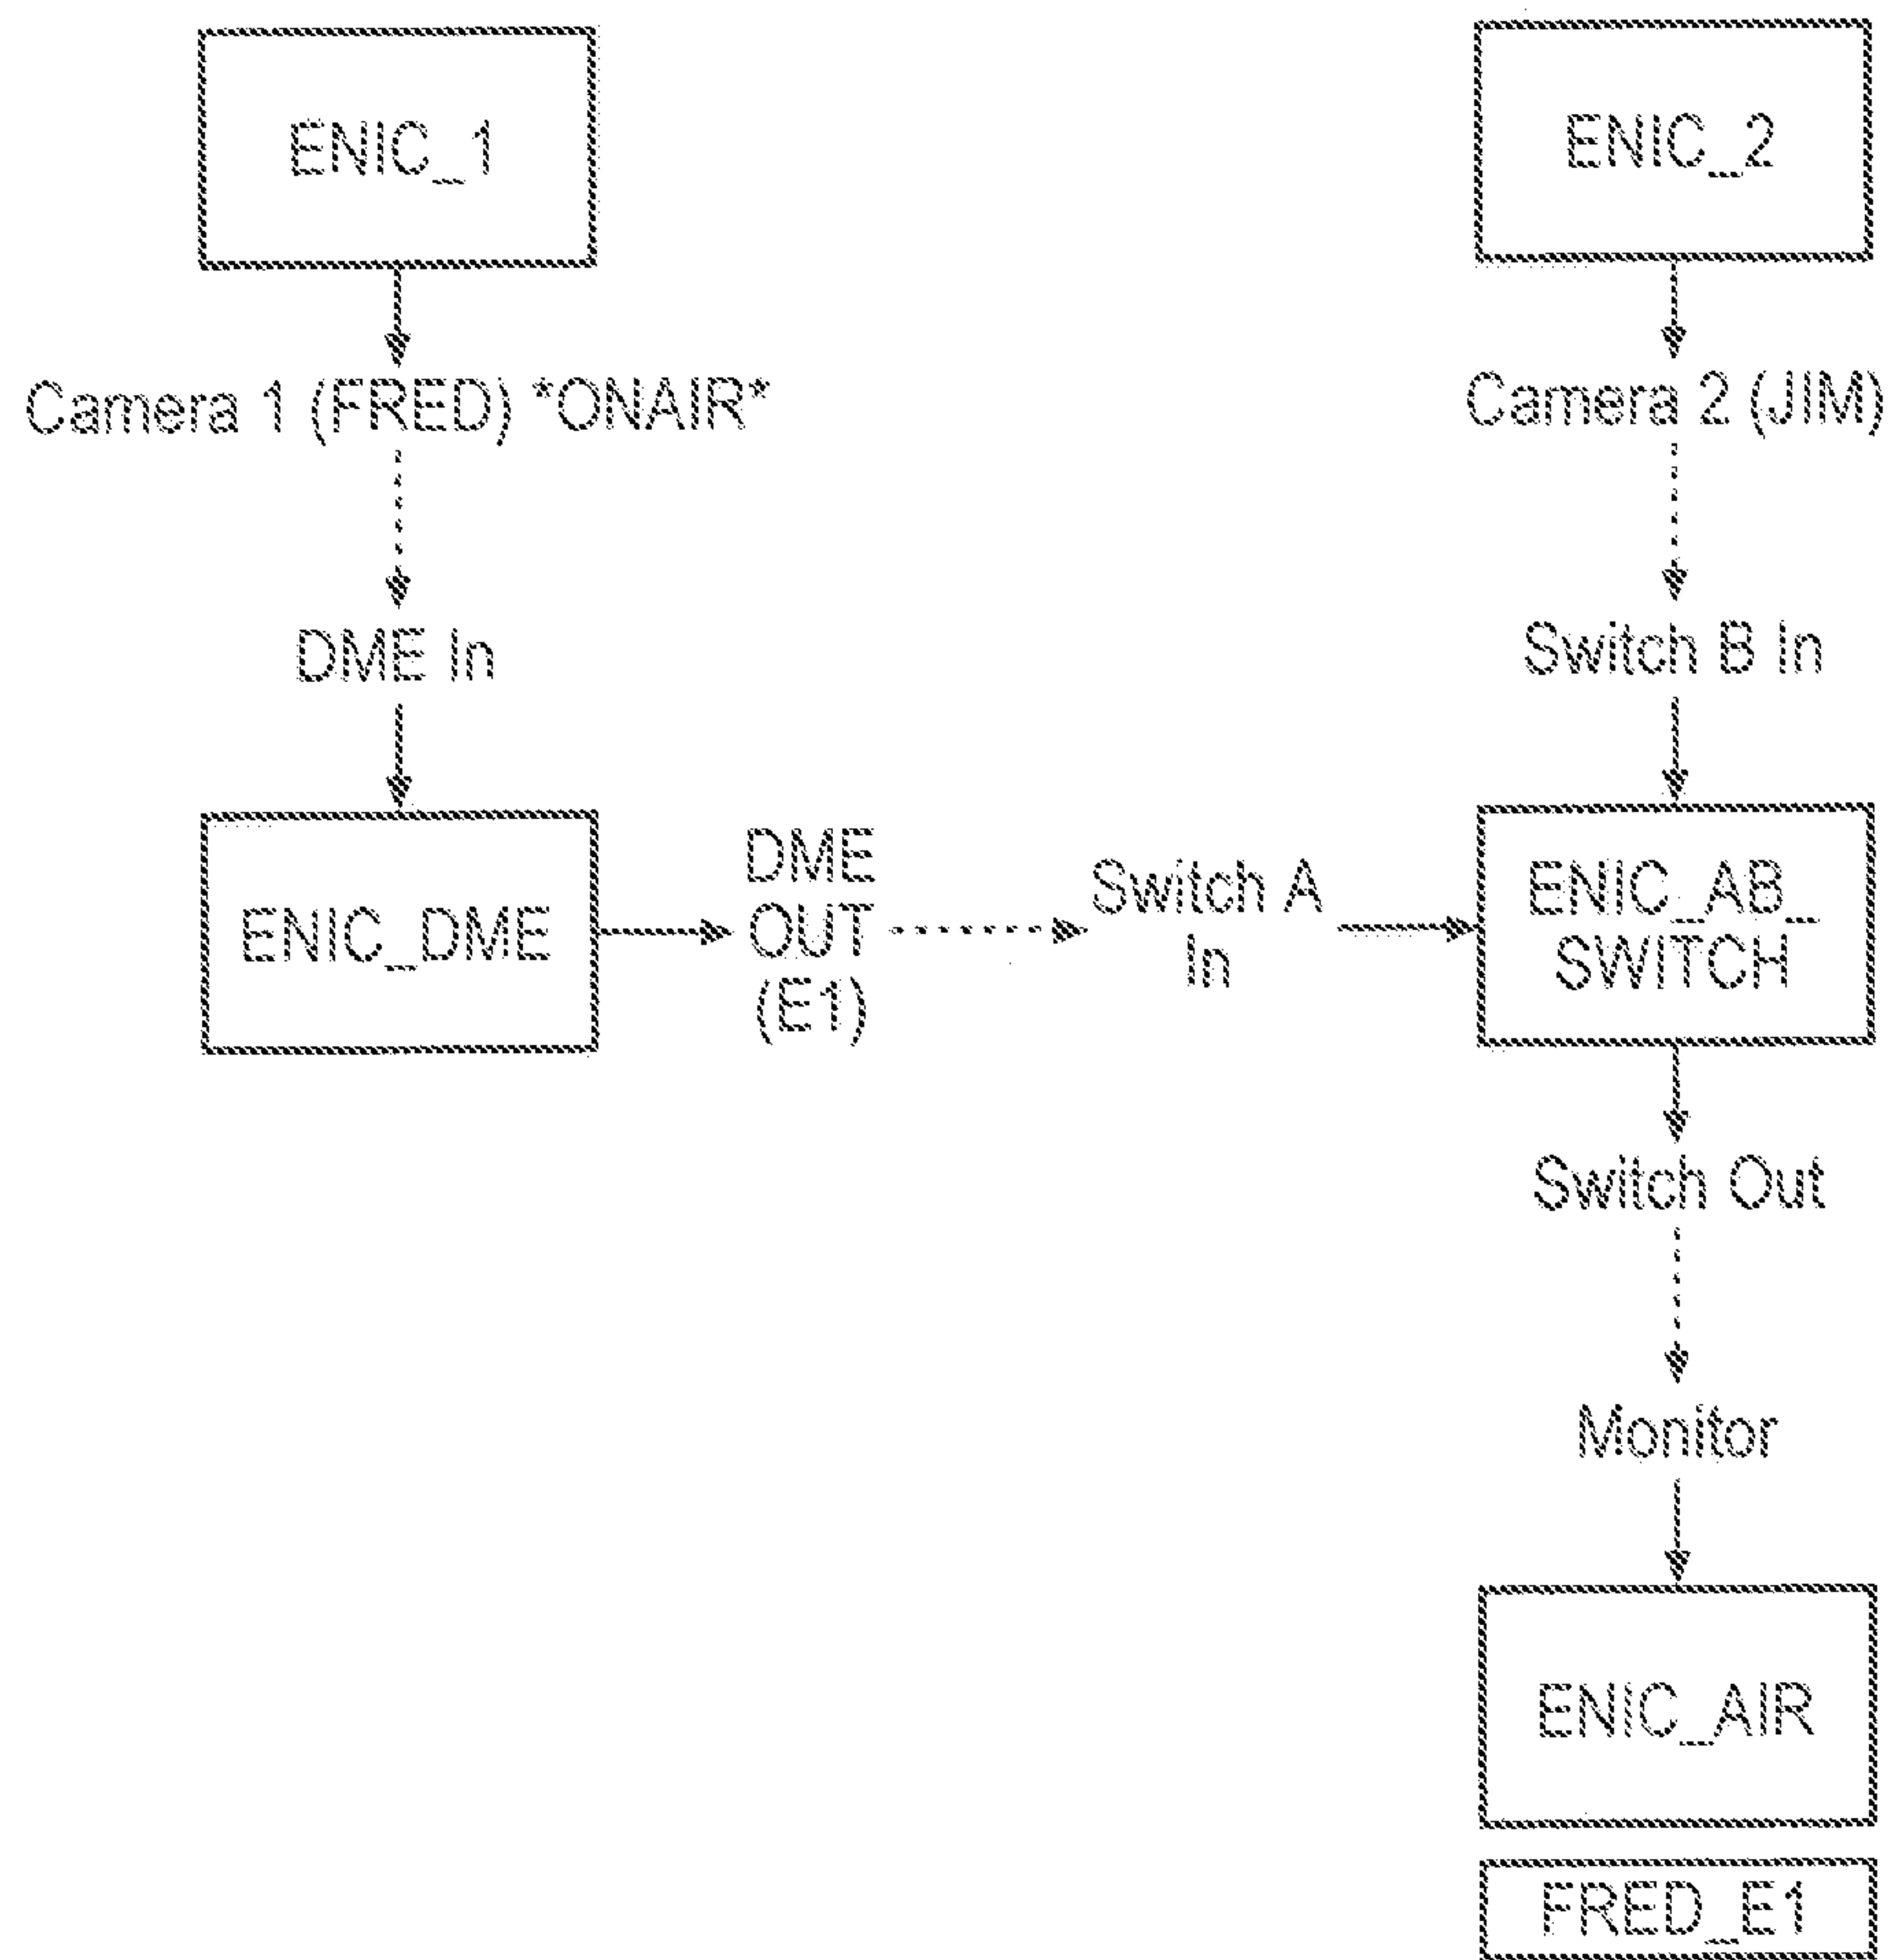 ENIC_1
ENIC_2
Camera 1 (FRED) *ONAIR*
Camera 2 (JIM)
DME In
Switch B In
ENIC_DME
DME
OUT
(E1)
Switch A
In
ENIC_AB_
SWITCH
Switch Out
Monitor
ENIC_AIR
FRED_E1